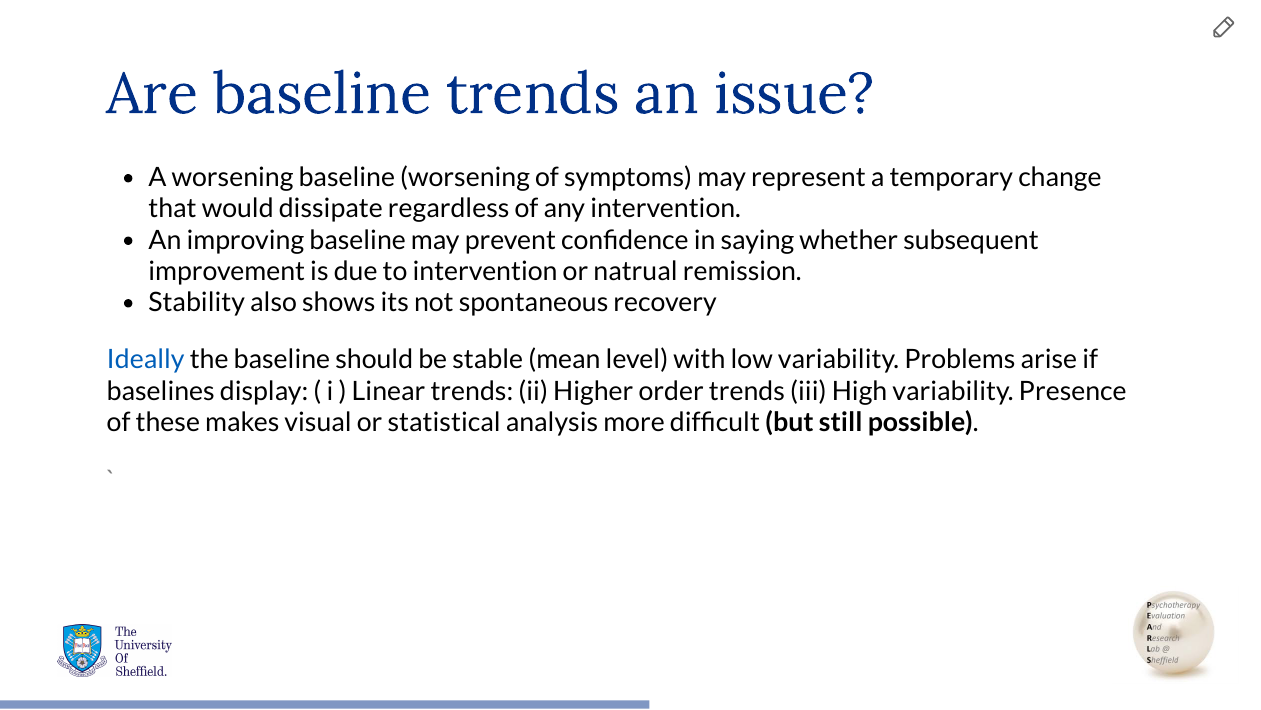 Are baseline trends an issue?
• A worsening baseline (worsening of symptoms) may represent a temporary change
that would dissipate regardless of any intervention.
• An improving baseline may prevent confidence in saying whether subsequent
improvement is due to intervention or natrual remission.
• Stability also shows its not spontaneous recovery
Ideally the baseline should be stable (mean level) with low variability. Problems arise if
baselines display: ( i ) Linear trends: (ii) Higher order trends (iii) High variability. Presence
of these makes visual or statistical analysis more difficult (but still possible).
`
The
University
Of
Sheffield.
Psychotherapy
Evaluation
And
Research
Lab @
Sheffield